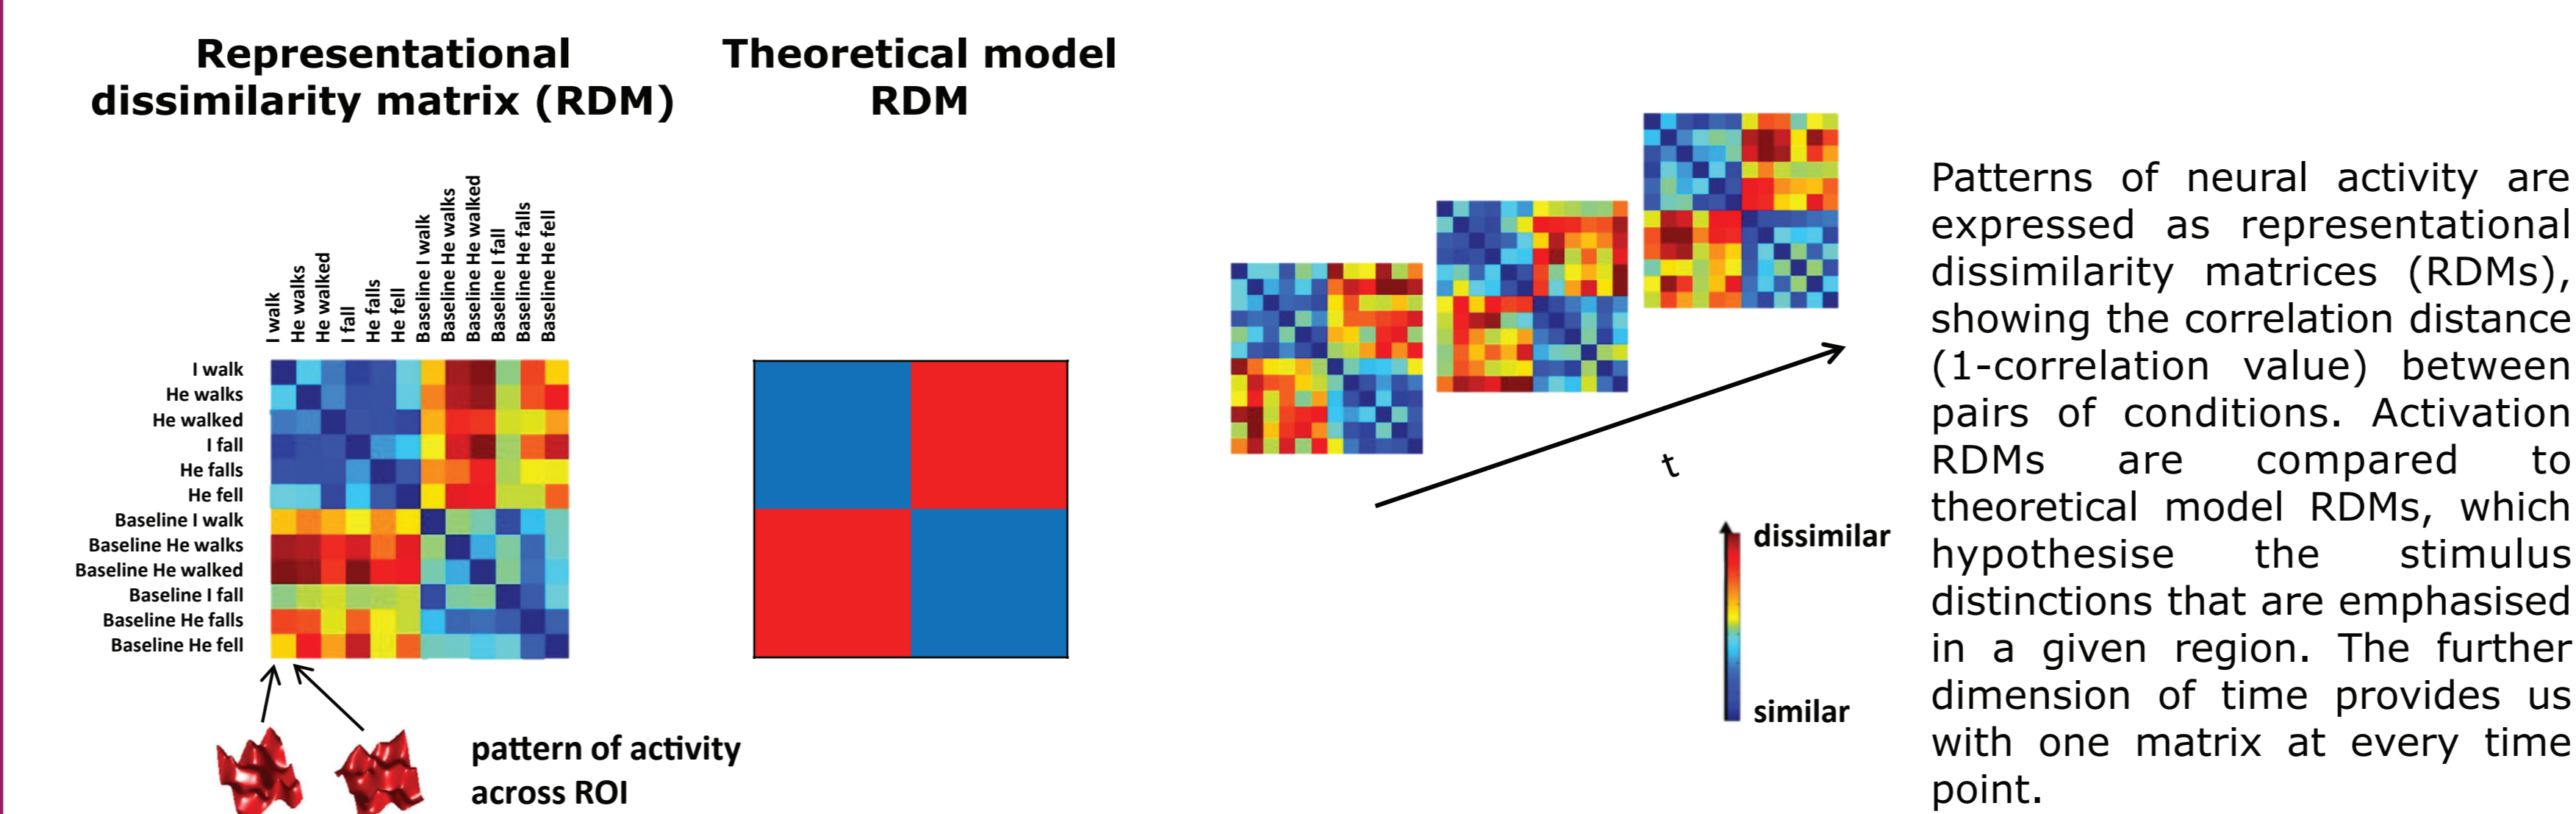 Representational
dissimilarity matrix (RDM)
Theoretical model
RDM
I walk
He walks
He walked
I fall
He falls
He fell
Baseline I walk
Baseline He walks
Baseline He walked
Baseline I fall
Baseline He falls
Baseline He fell
I walk
He walks
He walked
I fall
He falls
He fell
Baseline I walk
Baseline He walks
Baseline He walked
Baseline I fall
Baseline He falls
Baseline He fell
pattern of activity
across ROI
t
dissimilar
similar
Patterns of neural activity are
expressed as representational
dissimilarity matrices (RDMs),
showing the correlation distance
(1-correlation value) between
pairs of conditions. Activation
RDMs are compared to
theoretical model RDMs, which
hypothesise the stimulus
distinctions that are emphasised
in a given region. The further
dimension of time provides us
with one matrix at every time
point.